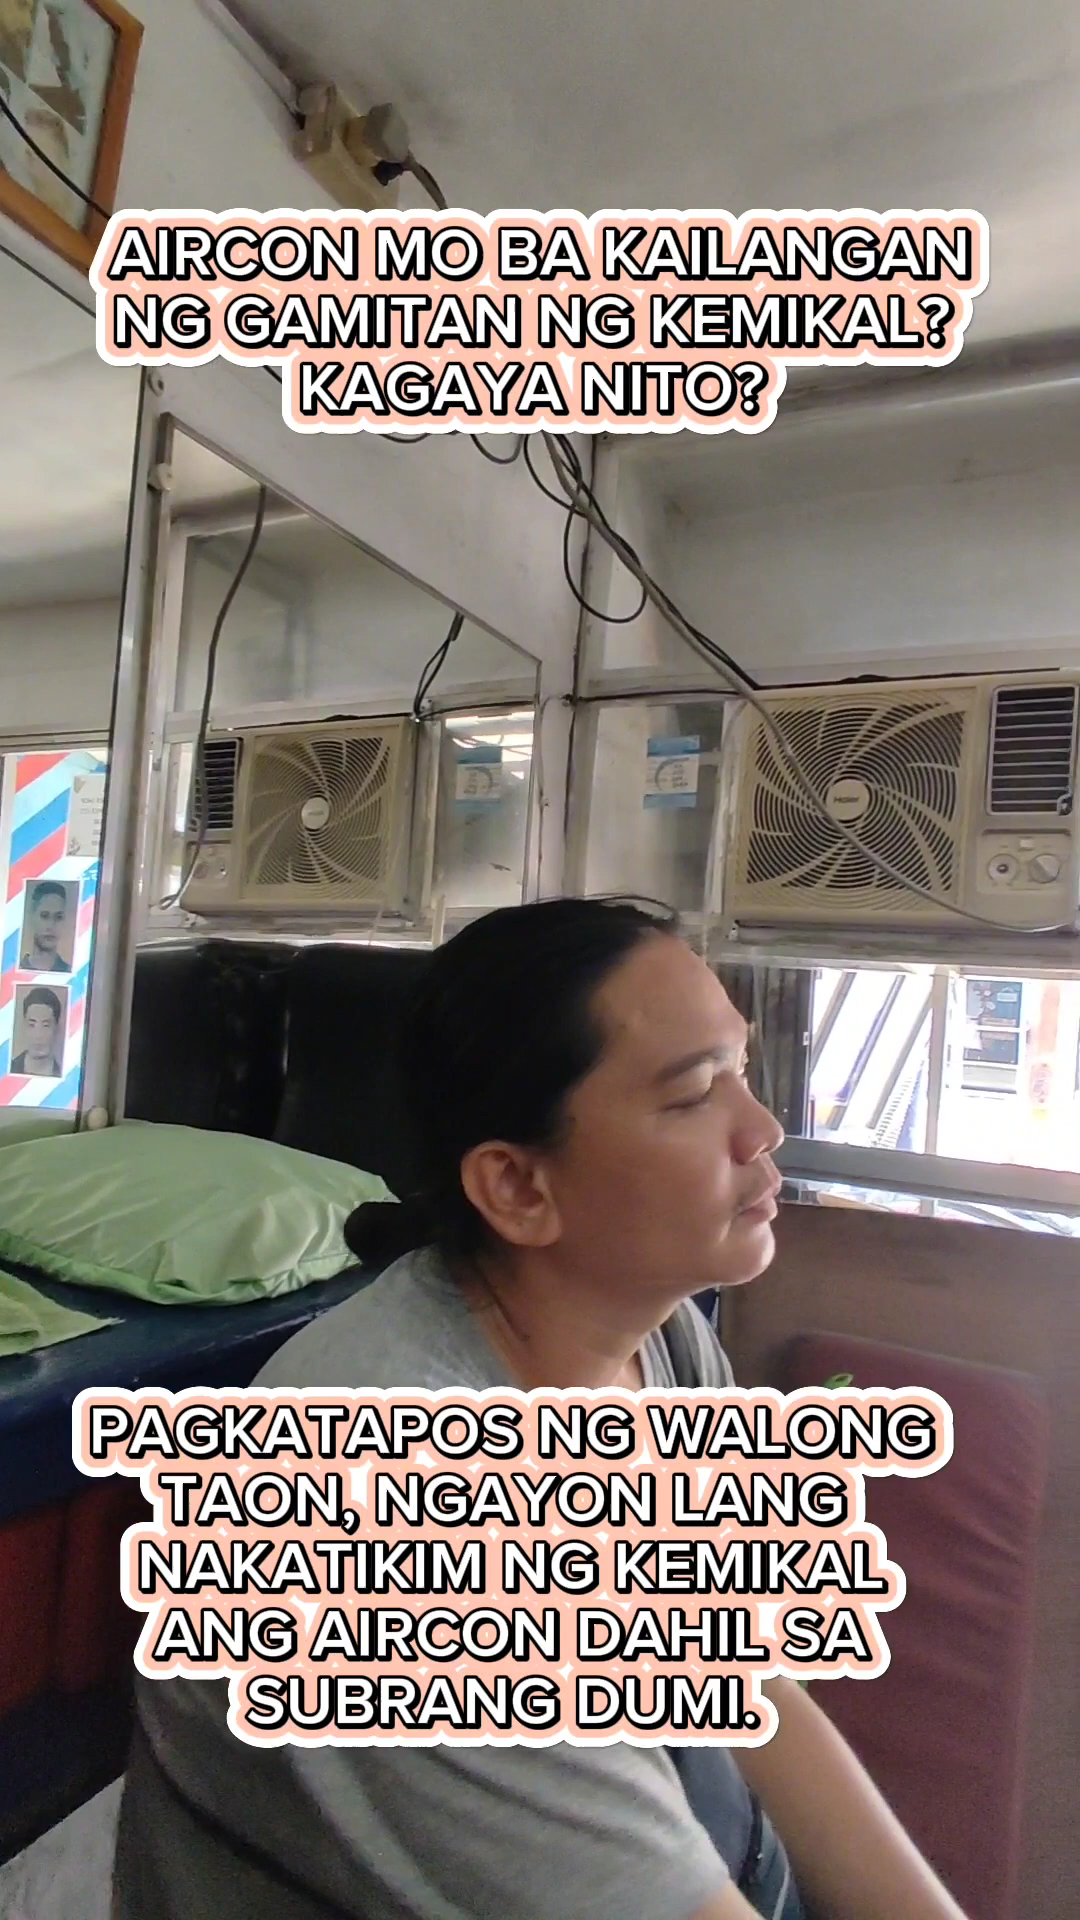 AIRCON MO BA KAILANGAN
NG GAMITAN NG KEMIKAL?
KAGAYA NITO?
Haier
PAGKATAPOS NG WALONG
TAON, NGAYON LANG
NAKATIKIM NG KEMIKAL
ANG AIRCON DAHIL SA
SUBRANG DUMI.